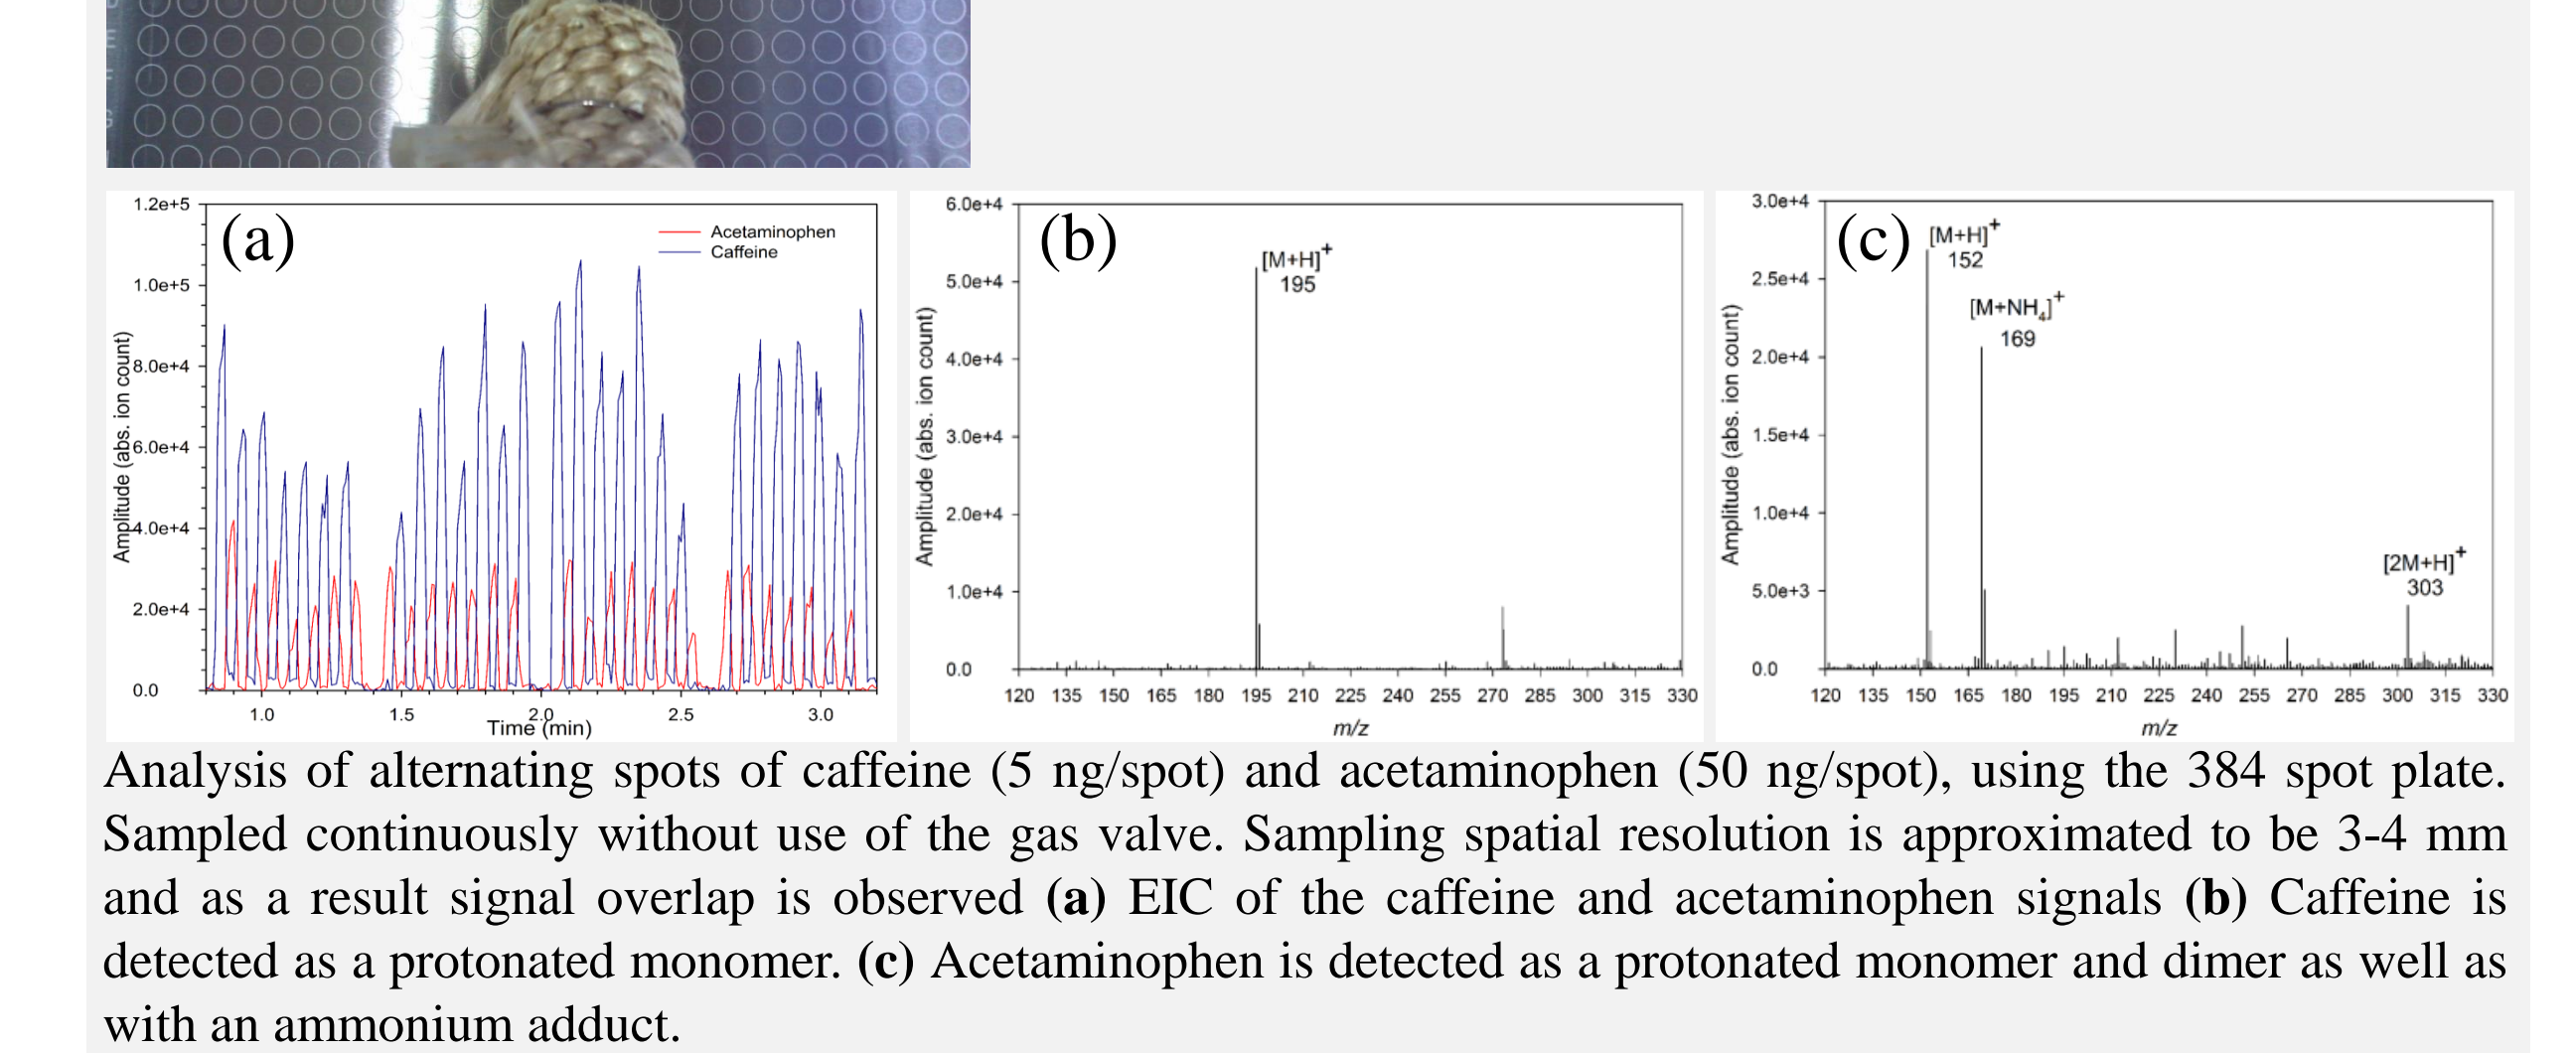 1.2e+5
1.0e+5
8.0e+4
6.0e+4
4.0e+4
2.0e+4
0.0
Amplitude (abs. ion count)
(a)
Acetaminophen
Caffeine
1.0 1.5 2.0 2.5 3.0
Time (min)
6.0e+4
5.0e+4
4.0e+4
3.0e+4
2.0e+4
1.0e+4
0.0
Amplitude (abs. ion count)
(b)
[M+H]+
195
120 135 150 165 180 195 210 225 240 255 270 285 300 315 330
m/z
3.0e+4
2.5e+4
2.0e+4
1.5e+4
1.0e+4
5.0e+3
0.0
Amplitude (abs. ion count)
(c)
[M+H]+
152
[M+NH4]+
169
[2M+H]+
303
120 135 150 165 180 195 210 225 240 255 270 285 300 315 330
m/z
Analysis of alternating spots of caffeine (5 ng/spot) and acetaminophen (50 ng/spot), using the 384 spot plate.
Sampled continuously without use of the gas valve. Sampling spatial resolution is approximated to be 3-4 mm
and as a result signal overlap is observed (a) EIC of the caffeine and acetaminophen signals (b) Caffeine is
detected as a protonated monomer. (c) Acetaminophen is detected as a protonated monomer and dimer as well as
with an ammonium adduct.